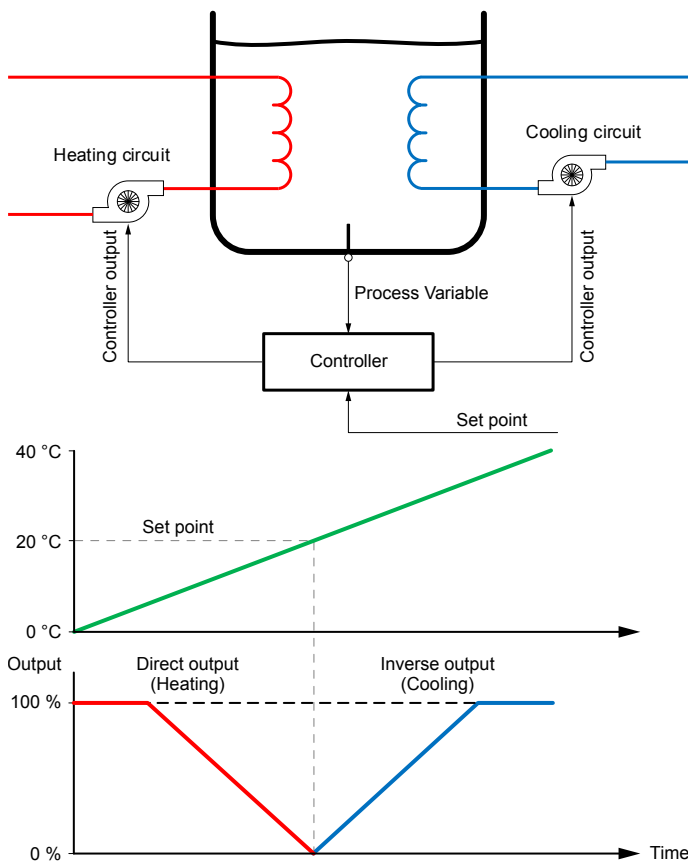 Cooling circuit
Heating circuit
Controller output
Controller output
Process Variable
Controller
Set point
40 °C
Set point
20 °C
0 °C
Output
Direct output
(Heating)
Inverse output
(Cooling)
100 %
0 %
Time